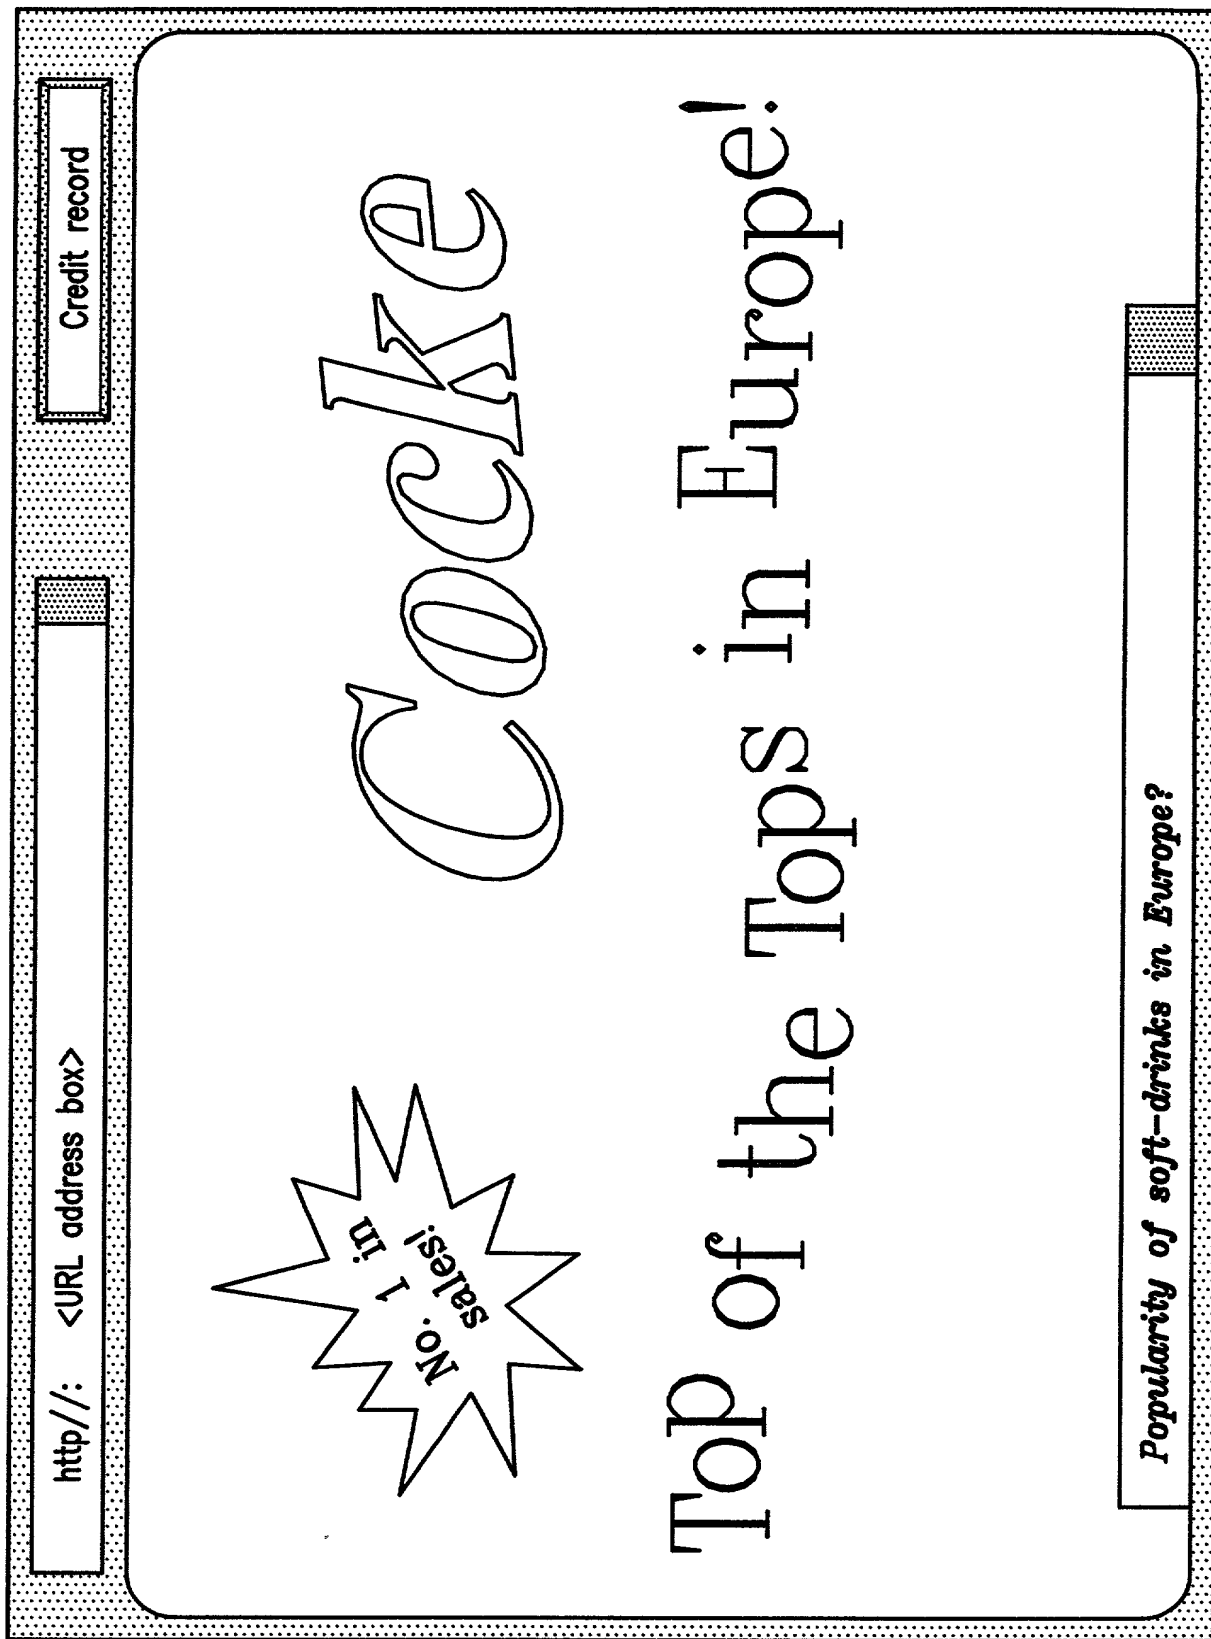 http//: <URL address box>
Credit record
No. 1 in
sales!
Cocke
Top of the Tops in Europe!
Popularity of soft-drinks in Europe?